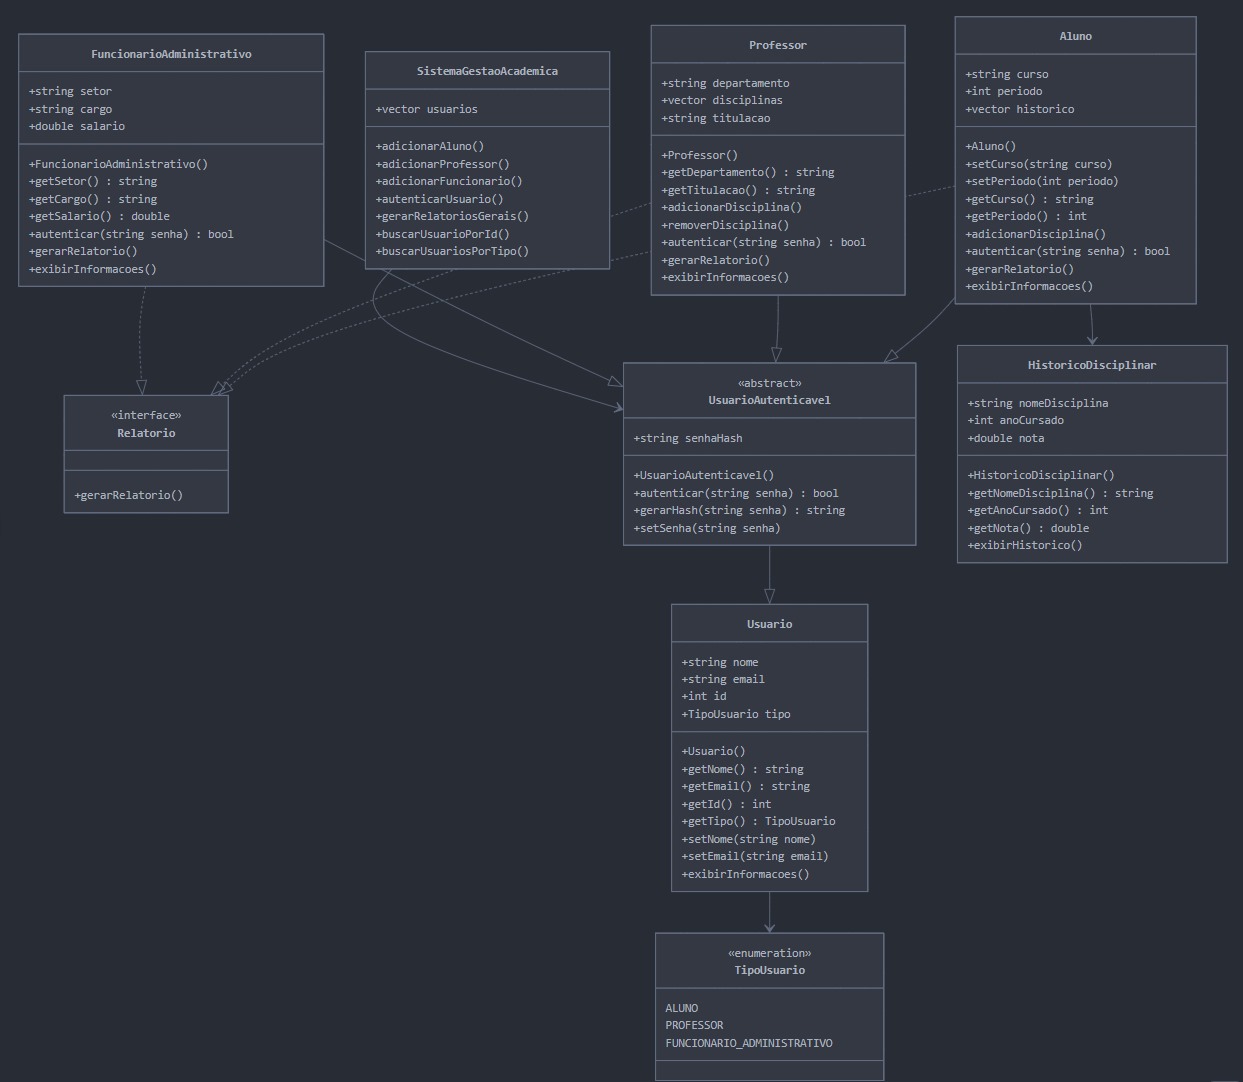 FuncionarioAdministrativo
+string setor
+string cargo
+double salario
+FuncionarioAdministrativo()
+getSetor() : string
+getCargo() : string
+getSalario() : double
+autenticar(string senha) : bool
+gerarRelatorio()
+exibirInformacoes()
SistemaGestaoAcademica
+vector usuarios
+adicionarAluno()
+adicionarProfessor()
+adicionarFuncionario()
+autenticarUsuario()
+gerarRelatoriosGerais()
+buscarUsuarioPorId()
+buscarUsuariosPorTipo()
Professor
+string departamento
+vector disciplinas
+string titulacao
+Professor()
+getDepartamento() : string
+getTitulacao() : string
+adicionarDisciplina()
+removerDisciplina()
+autenticar(string senha) : bool
+gerarRelatorio()
+exibirInformacoes()
Aluno
+string curso
+int periodo
+vector historico
+Aluno()
+setCurso(string curso)
+setPeriodo(int periodo)
+getCurso() : string
+getPeriodo() : int
+adicionarDisciplina()
+autenticar(string senha) : bool
+gerarRelatorio()
+exibirInformacoes()
«interface»
Relatorio
+gerarRelatorio()
«abstract»
UsuarioAutenticavel
+string senhaHash
+UsuarioAutenticavel()
+autenticar(string senha) : bool
+gerarHash(string senha) : string
+setSenha(string senha)
HistoricoDisciplinar
+string nomeDisciplina
+int anoCursado
+double nota
+HistoricoDisciplinar()
+getNomeDisciplina() : string
+getAnoCursado() : int
+getNota() : double
+exibirHistorico()
Usuario
+string nome
+string email
+int id
+TipoUsuario tipo
+Usuario()
+getNome() : string
+getEmail() : string
+getId() : int
+getTipo() : TipoUsuario
+setNome(string nome)
+setEmail(string email)
+exibirInformacoes()
«enumeration»
TipoUsuario
ALUNO
PROFESSOR
FUNCIONARIO_ADMINISTRATIVO